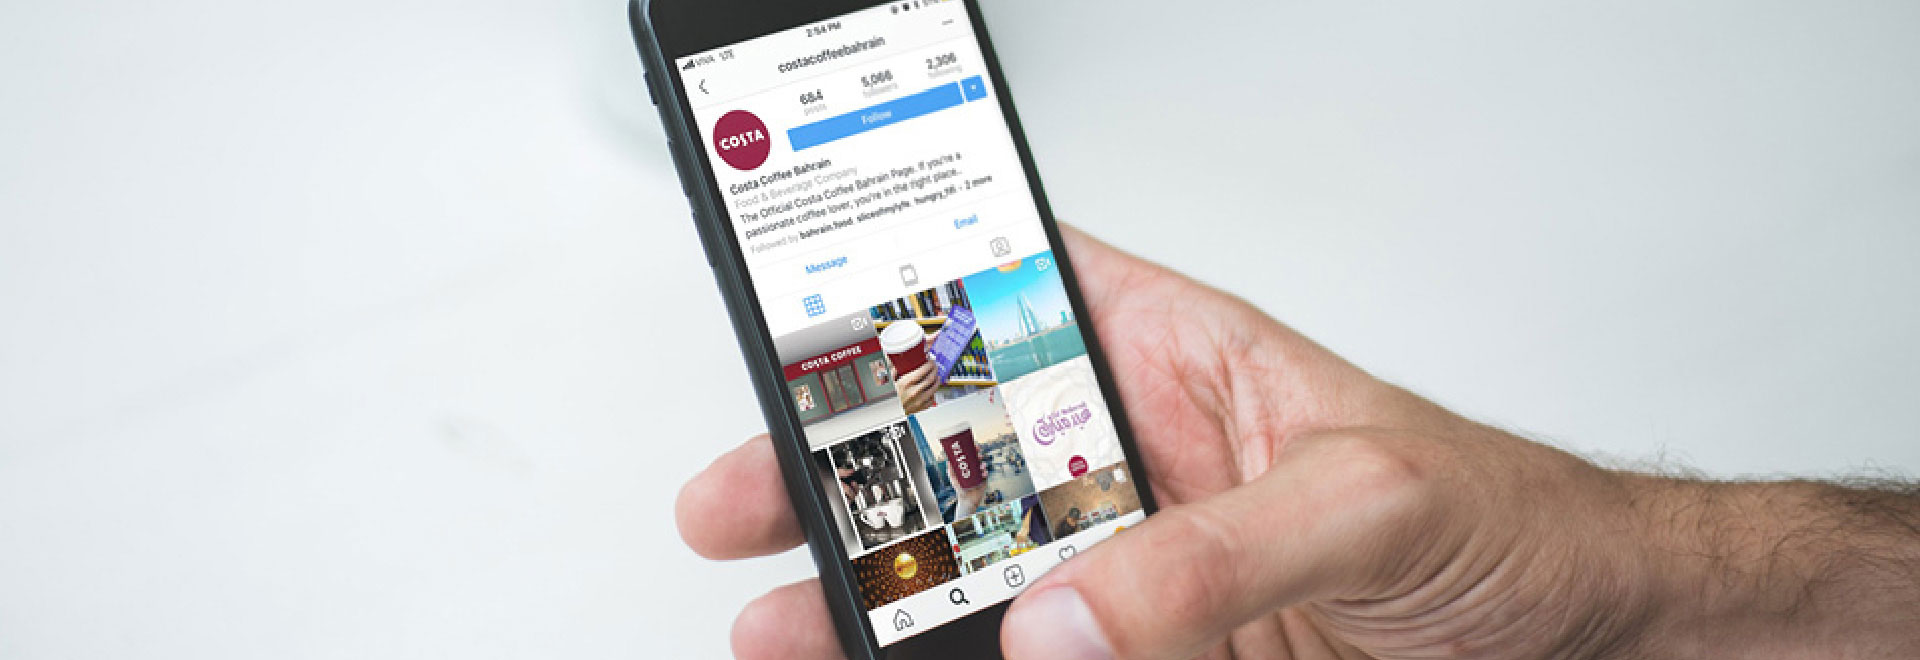 VIVA LTE
2:54 PM
costacoffeebahrain
684 5,066 2,306
posts followers following
Follow
COSTA
Costa Coffee Bahrain
Food & Beverage Company
The Official Costa Coffee Bahrain Page. If you're a
passionate coffee lover, you're in the right place..
Followed by bahrain.food, sliceofmylyfe, hungry_hfi + 2 more
Message Email
COSTA COFFEE
COSTA